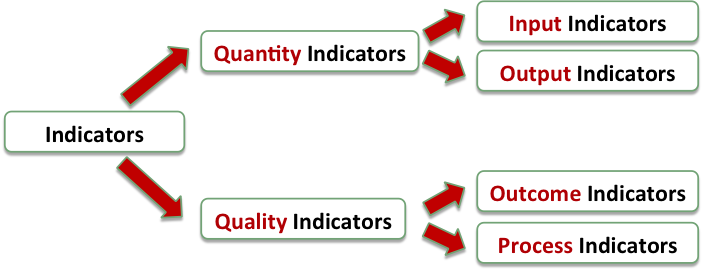 Indicators
Quantity Indicators
Input Indicators
Output Indicators
Quality Indicators
Outcome Indicators
Process Indicators